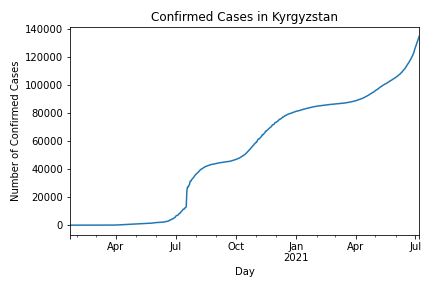 Confirmed Cases in Kyrgyzstan
140000
120000
100000
80000
60000
40000
20000
0
Number of Confirmed Cases
Apr Jul Oct Jan Apr Jul
2021
Day